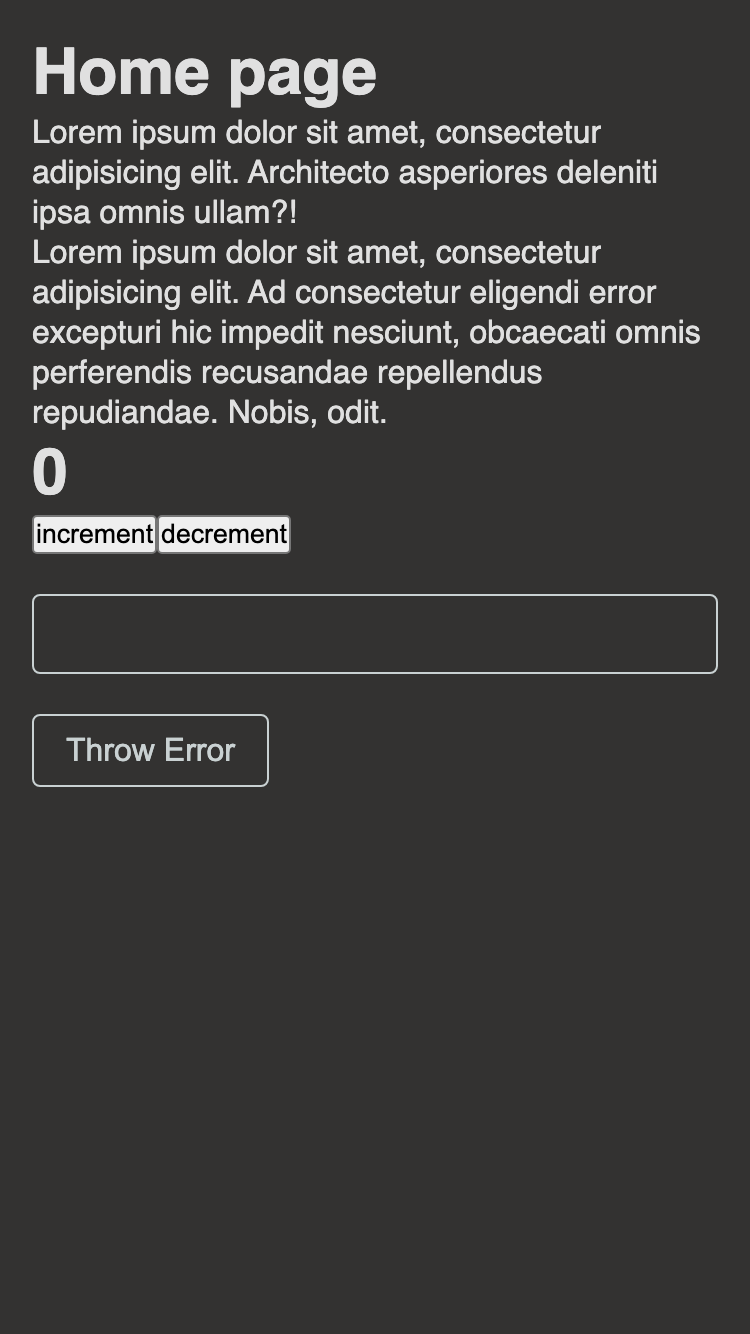 Home page
Lorem ipsum dolor sit amet, consectetur
adipisicing elit. Architecto asperiores deleniti
ipsa omnis ullam?!
Lorem ipsum dolor sit amet, consectetur
adipisicing elit. Ad consectetur eligendi error
excepturi hic impedit nesciunt, obcaecati omnis
perferendis recusandae repellendus
repudiandae. Nobis, odit.
0
increment decrement
Throw Error